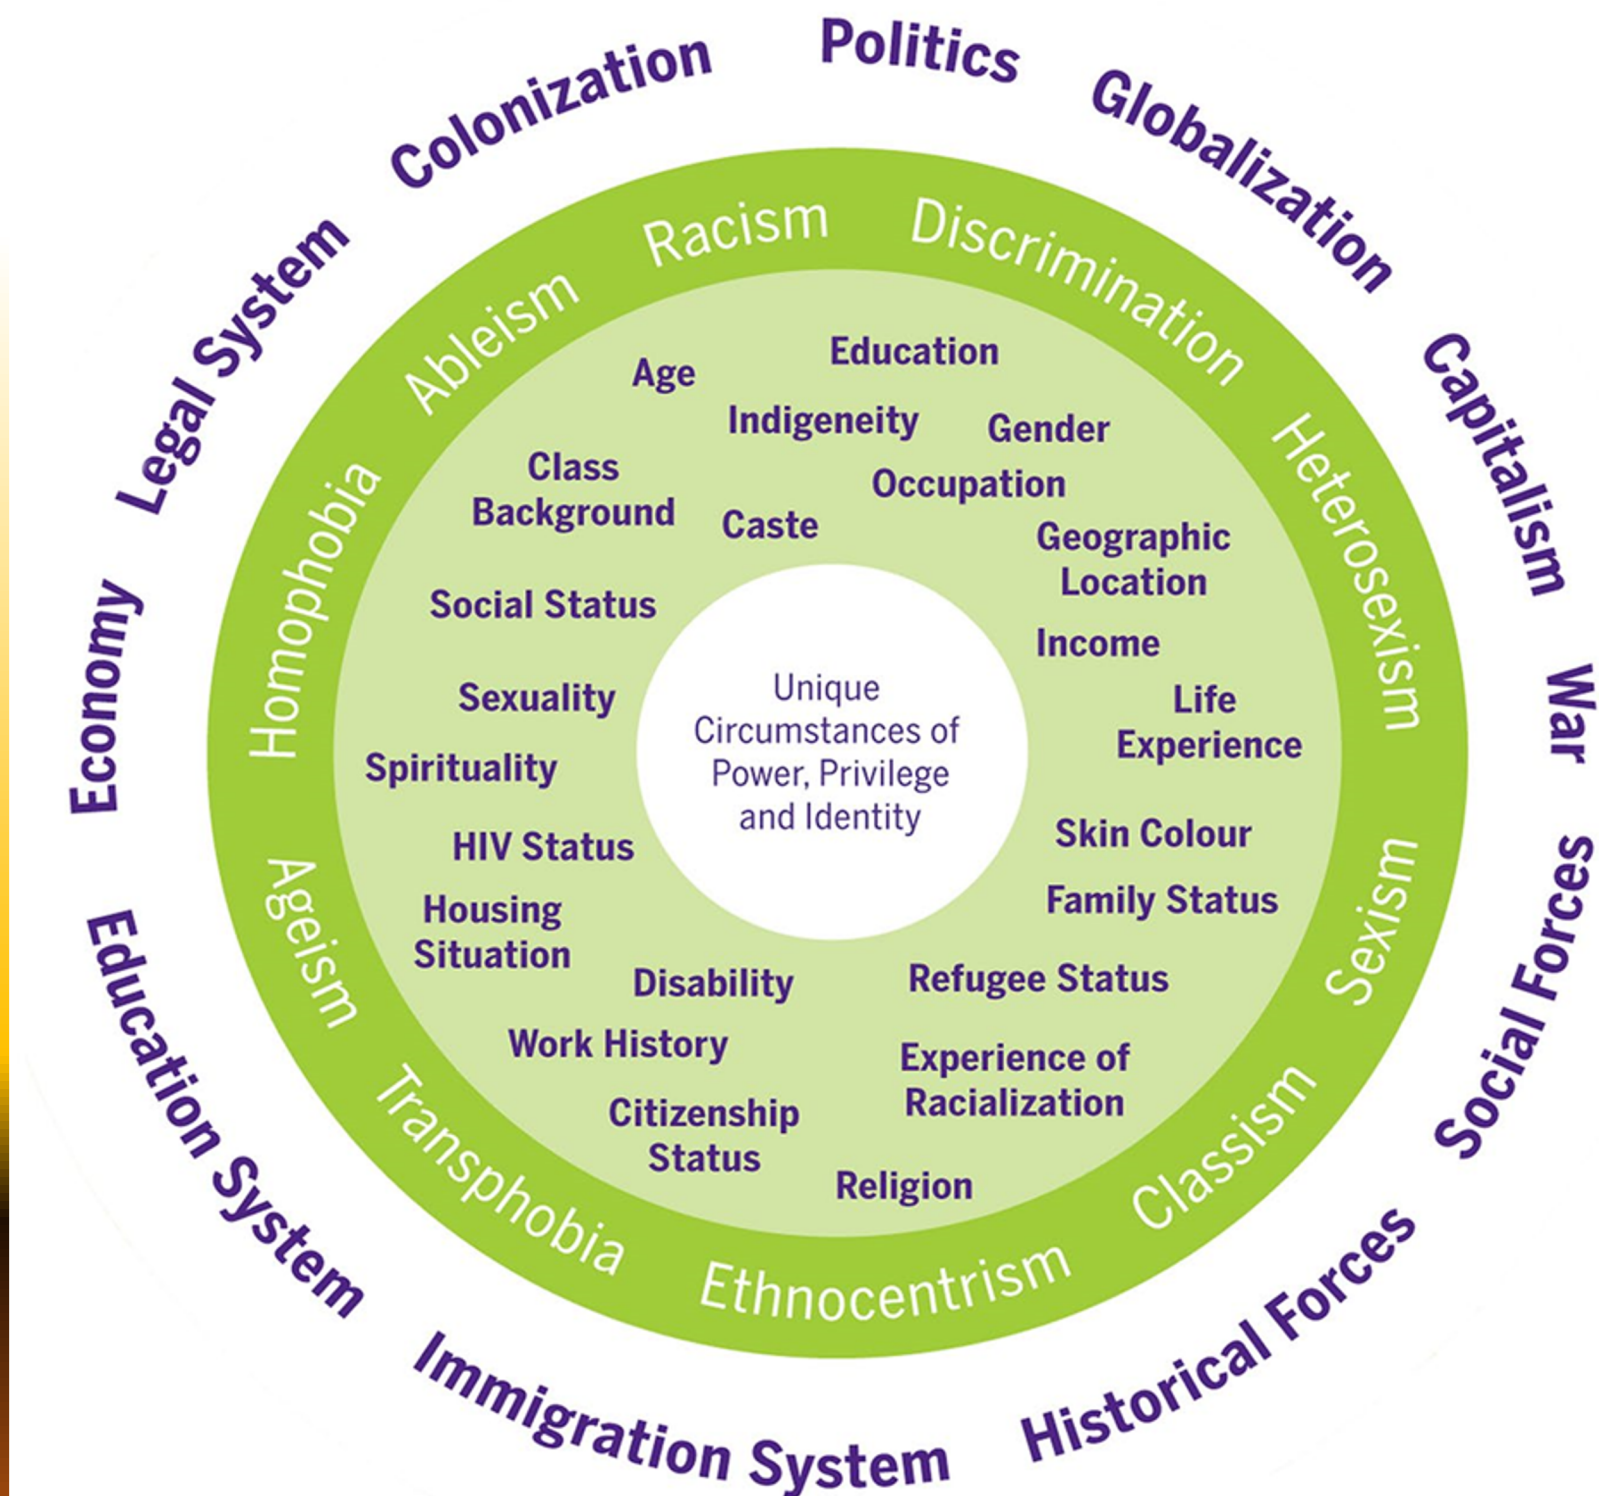 Politics
Globalization
Capitalism
War
Social Forces
Historical Forces
Immigration System
Education System
Economy
Legal System
Colonization
Racism
Discrimination
Heterosexism
Sexism
Classism
Ethnocentrism
Transphobia
Ageism
Homophobia
Ableism
Age
Education
Indigeneity
Gender
Class
Background
Occupation
Caste
Geographic
Location
Social Status
Income
Sexuality
Life
Experience
Spirituality
HIV Status
Skin Colour
Housing
Situation
Family Status
Disability
Refugee Status
Work History
Experience of
Racialization
Citizenship
Status
Religion
Unique
Circumstances of
Power, Privilege
and Identity